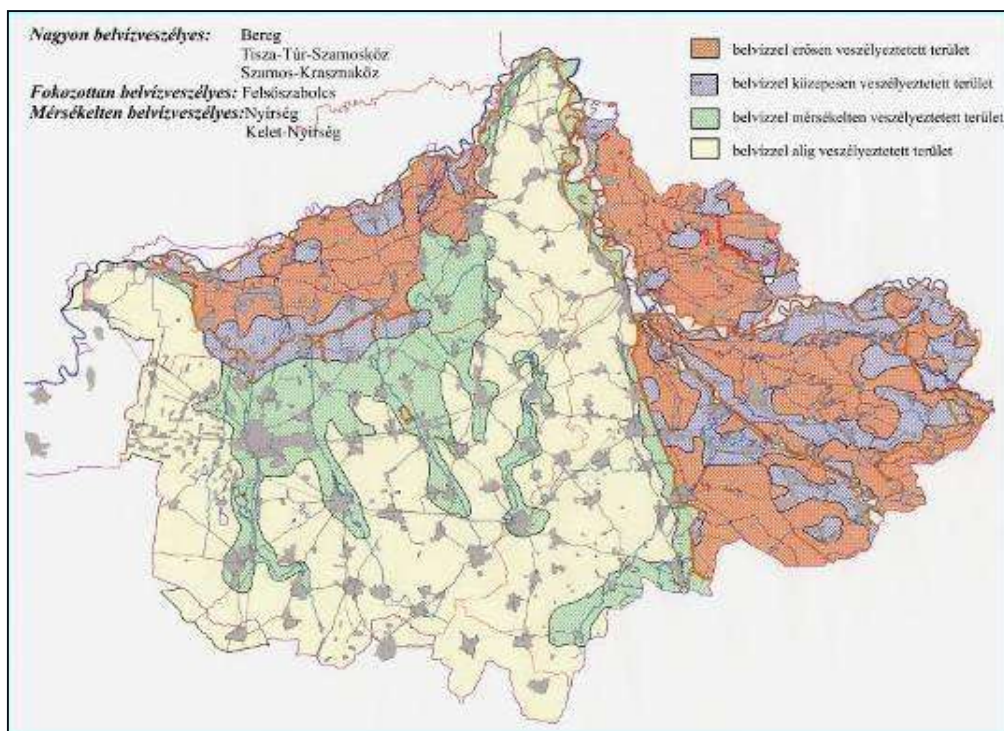 Nagyon belvízveszélyes: Bereg
Tisza-Túr-Szamosköz
Szamos-Krasznaköz
Fokozottan belvízveszélyes: Felsőszabolcs
Mérsékelten belvízveszélyes: Nyírség
Kelet-Nyírség
belvízzel erősen veszélyeztetett terület
belvízzel közepesen veszélyeztetett terület
belvízzel mérsékelten veszélyeztetett terület
belvízzel alig veszélyeztetett terület